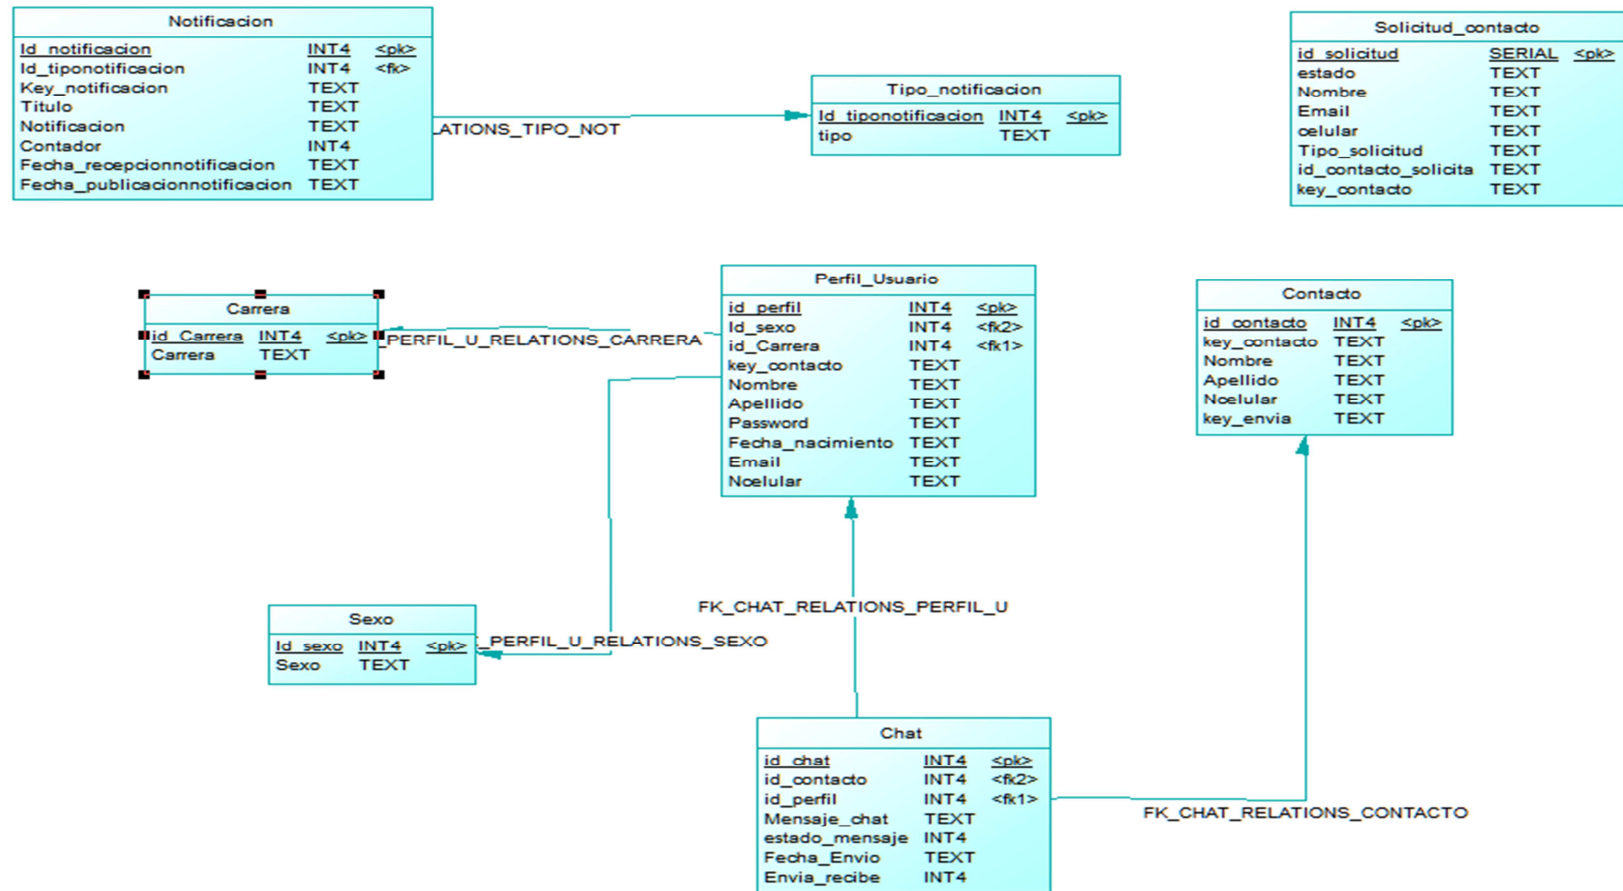 Notificacion
Id_notificacion INT4 <pk>
Id_tiponotificacion INT4 <fk>
Key_notificacion TEXT
Titulo TEXT
Notificacion TEXT
Contador INT4
Fecha_recepcionnotificacion TEXT
Fecha_publicacionnotificacion TEXT
LATIONS_TIPO_NOT
Tipo_notificacion
Id_tiponotificacion INT4 <pk>
tipo TEXT
Solicitud_contacto
id_solicitud SERIAL <pk>
estado TEXT
Nombre TEXT
Email TEXT
celular TEXT
Tipo_solicitud TEXT
id_contacto_solicita TEXT
key_contacto TEXT
Carrera
id_Carrera INT4 <pk>
Carrera TEXT
_PERFIL_U_RELATIONS_CARRERA
Perfil_Usuario
id_perfil INT4 <pk>
Id_sexo INT4 <fk2>
id_Carrera INT4 <fk1>
key_contacto TEXT
Nombre TEXT
Apellido TEXT
Password TEXT
Fecha_nacimiento TEXT
Email TEXT
Ncelular TEXT
Contacto
id_contacto INT4 <pk>
key_contacto TEXT
Nombre TEXT
Apellido TEXT
Ncelular TEXT
key_envia TEXT
Sexo
Id_sexo INT4 <pk>
Sexo TEXT
_PERFIL_U_RELATIONS_SEXO
FK_CHAT_RELATIONS_PERFIL_U
Chat
id_chat INT4 <pk>
id_contacto INT4 <fk2>
id_perfil INT4 <fk1>
Mensaje_chat TEXT
estado_mensaje INT4
Fecha_Envio TEXT
Envia_recibe INT4
FK_CHAT_RELATIONS_CONTACTO